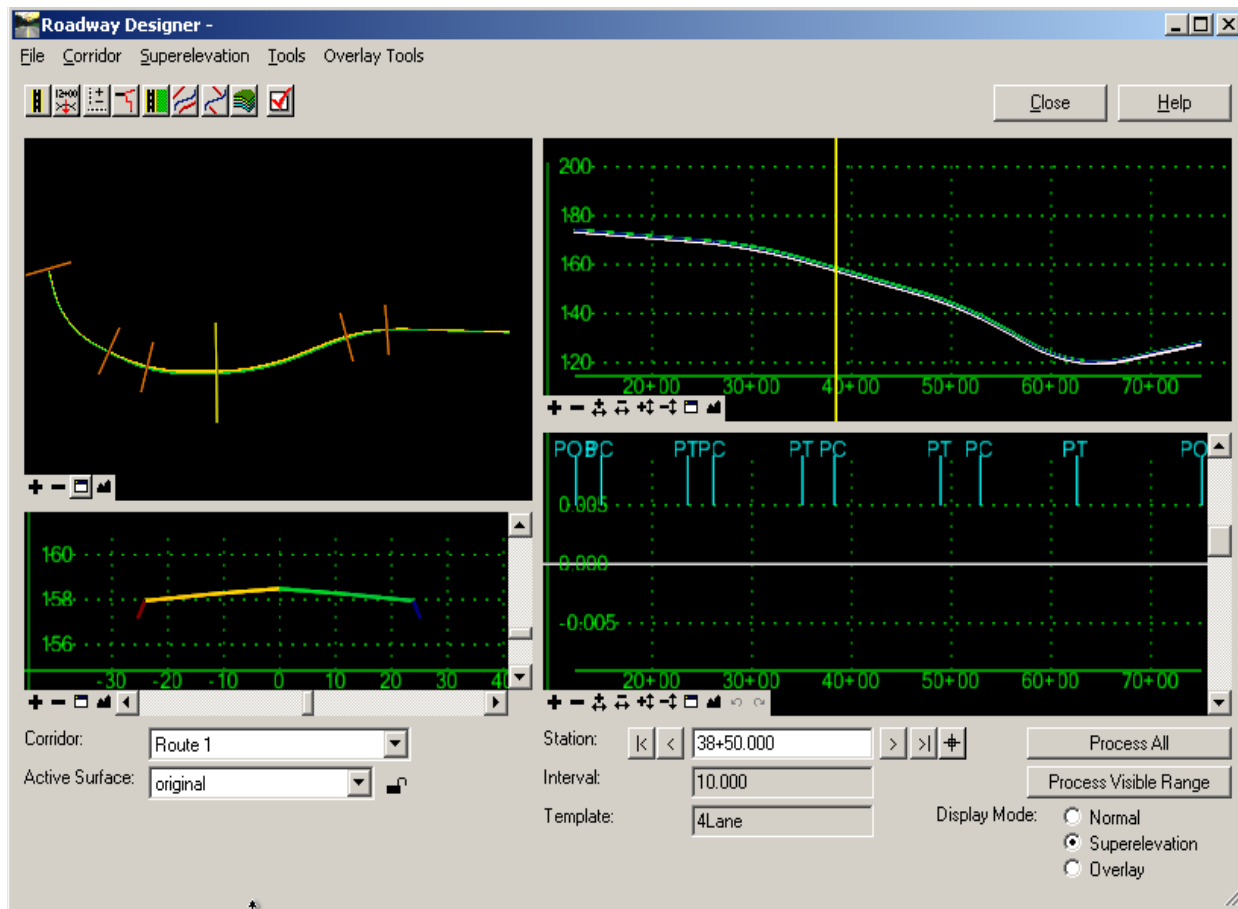 Roadway Designer -
File Corridor Superelevation Tools Overlay Tools
12+00
Close Help
200
180
160
140
120
20+00 30+00 40+00 50+00 60+00 70+00
POB PC PT PC PT PC PT PC PT PO
0.005
0.000
-0.005
20+00 30+00 40+00 50+00 60+00 70+00
160
158
156
-30 -20 -10 0 10 20 30 40
Corridor: Route 1
Active Surface: original
Station: |< < 38+50.000 > >|
Interval: 10.000
Template: 4Lane
Process All
Process Visible Range
Display Mode: Normal
Superelevation
Overlay